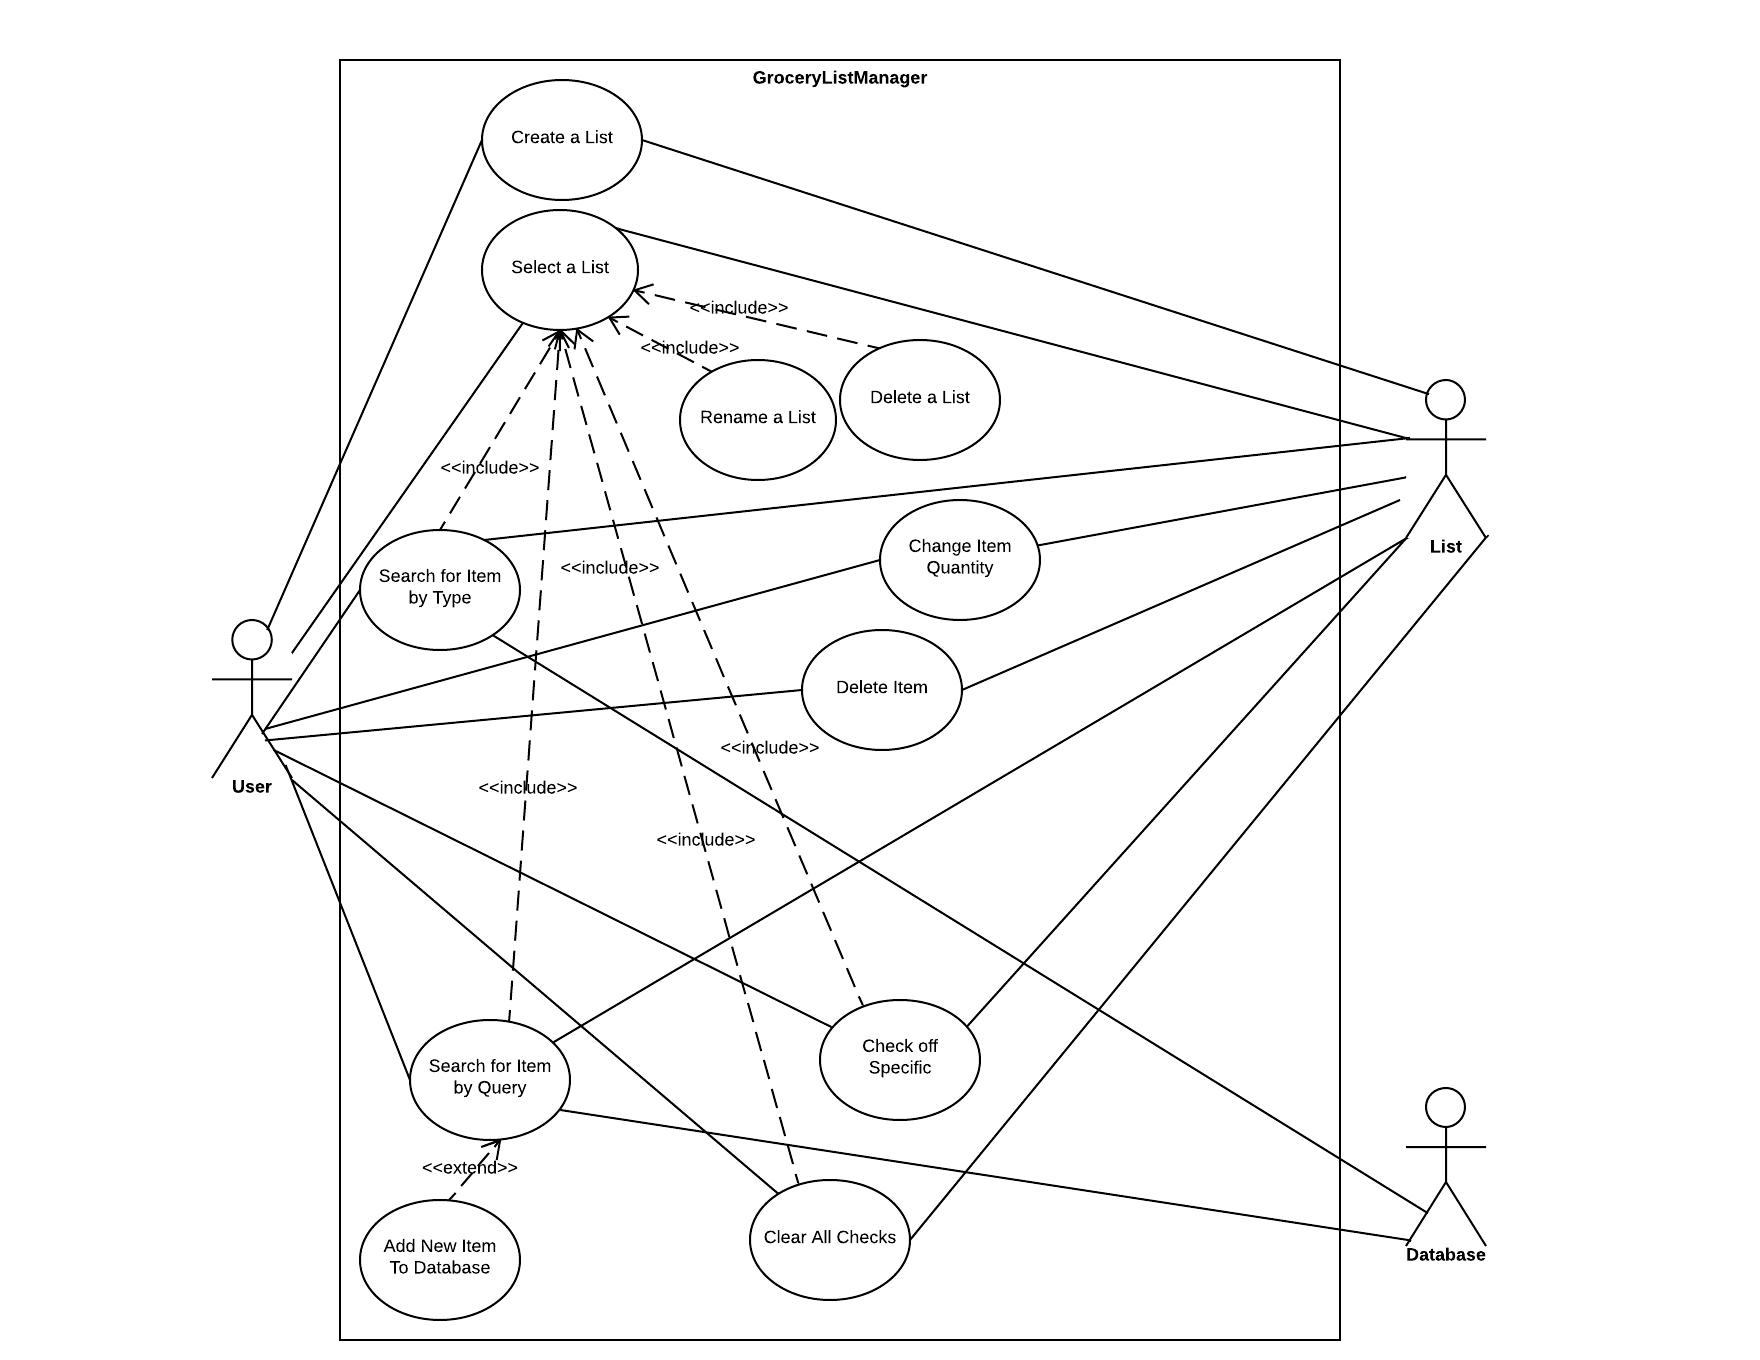 GroceryListManager
Create a List
Select a List
<<include>>
<<include>>
Delete a List
Rename a List
<<include>>
Change Item
Quantity
List
<<include>>
Search for Item
by Type
Delete Item
<<include>>
User
<<include>>
<<include>>
Check off
Specific
Search for Item
by Query
<<extend>>
Clear All Checks
Add New Item
To Database
Database